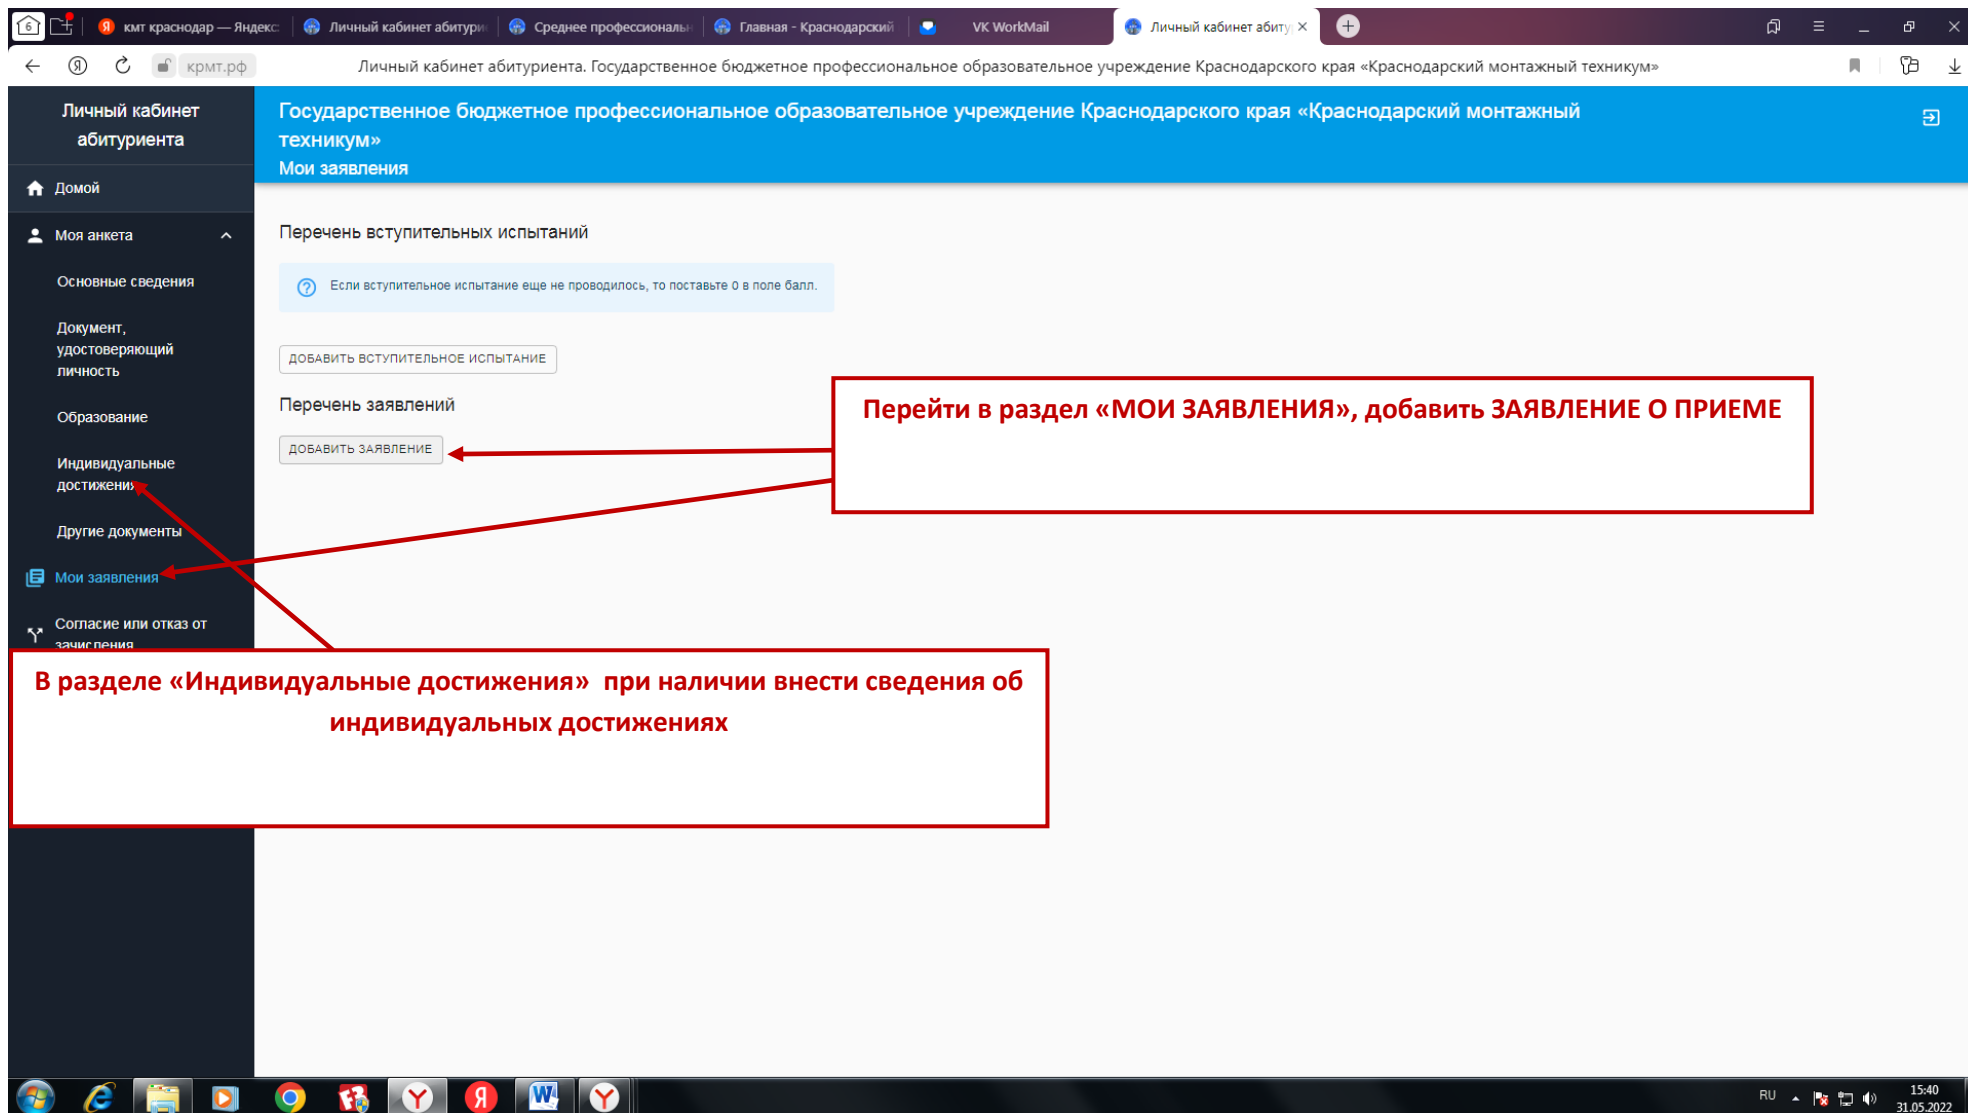 6
Я кмт краснодар — Яндекс
Личный кабинет абитури
Среднее профессиональн
Главная - Краснодарский
VK WorkMail
Личный кабинет абиту
крмт.рф
Личный кабинет абитуриента. Государственное бюджетное профессиональное образовательное учреждение Краснодарского края «Краснодарский монтажный техникум»
Личный кабинет
абитуриента
Государственное бюджетное профессиональное образовательное учреждение Краснодарского края «Краснодарский монтажный
техникум»
Мои заявления
Домой
Моя анкета
Основные сведения
Документ,
удостоверяющий
личность
Образование
Индивидуальные
достижения
Другие документы
Мои заявления
Согласие или отказ от
зачисления
Перечень вступительных испытаний
Если вступительное испытание еще не проводилось, то поставьте 0 в поле балл.
ДОБАВИТЬ ВСТУПИТЕЛЬНОЕ ИСПЫТАНИЕ
Перечень заявлений
ДОБАВИТЬ ЗАЯВЛЕНИЕ
Перейти в раздел «МОИ ЗАЯВЛЕНИЯ», добавить ЗАЯВЛЕНИЕ О ПРИЕМЕ
В разделе «Индивидуальные достижения» при наличии внести сведения об
индивидуальных достижениях
RU
15:40
31.05.2022